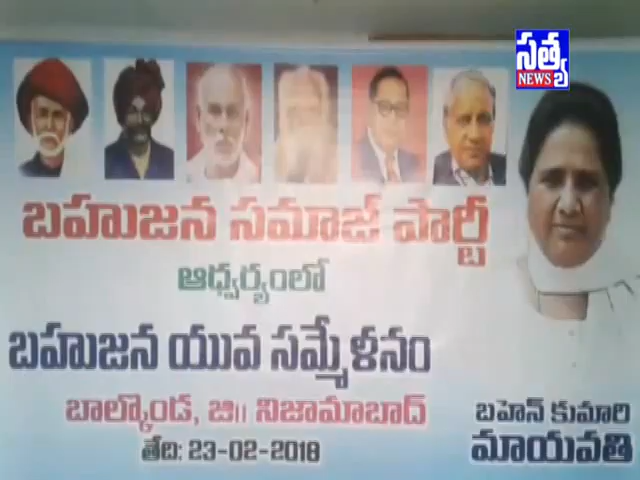 సత్య
NEWS
బహుజన సమాజ్ పార్టీ
ఆధ్వర్యంలో
బహుజన యువ సమ్మేళనం
బాల్కొండ, జి॥ నిజామాబాద్
తేది: 23-02-2018
బహెన్ కుమారి
మాయవతి